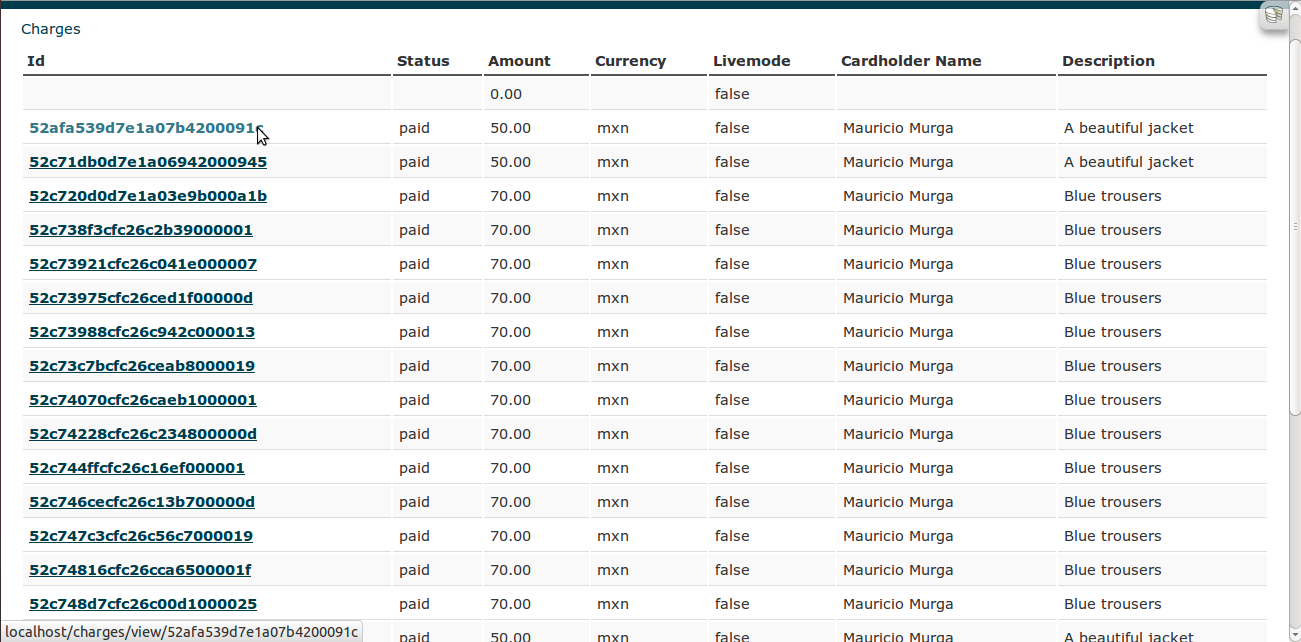 Charges
Id Status Amount Currency Livemode Cardholder Name Description
0.00 false
52afa539d7e1a07b4200091c paid 50.00 mxn false Mauricio Murga A beautiful jacket
52c71db0d7e1a06942000945 paid 50.00 mxn false Mauricio Murga A beautiful jacket
52c720d0d7e1a03e9b000a1b paid 70.00 mxn false Mauricio Murga Blue trousers
52c738f3cfc26c2b39000001 paid 70.00 mxn false Mauricio Murga Blue trousers
52c73921cfc26c041e000007 paid 70.00 mxn false Mauricio Murga Blue trousers
52c73975cfc26ced1f00000d paid 70.00 mxn false Mauricio Murga Blue trousers
52c73988cfc26c942c000013 paid 70.00 mxn false Mauricio Murga Blue trousers
52c73c7bcfc26ceab8000019 paid 70.00 mxn false Mauricio Murga Blue trousers
52c74070cfc26caeb1000001 paid 70.00 mxn false Mauricio Murga Blue trousers
52c74228cfc26c234800000d paid 70.00 mxn false Mauricio Murga Blue trousers
52c744ffcfc26c16ef000001 paid 70.00 mxn false Mauricio Murga Blue trousers
52c746cecfc26c13b700000d paid 70.00 mxn false Mauricio Murga Blue trousers
52c747c3cfc26c56c7000019 paid 70.00 mxn false Mauricio Murga Blue trousers
52c74816cfc26cca6500001f paid 70.00 mxn false Mauricio Murga Blue trousers
52c748d7cfc26c00d1000025 paid 70.00 mxn false Mauricio Murga Blue trousers
paid 50.00 mxn false Mauricio Murga A beautiful jacket
localhost/charges/view/52afa539d7e1a07b4200091c